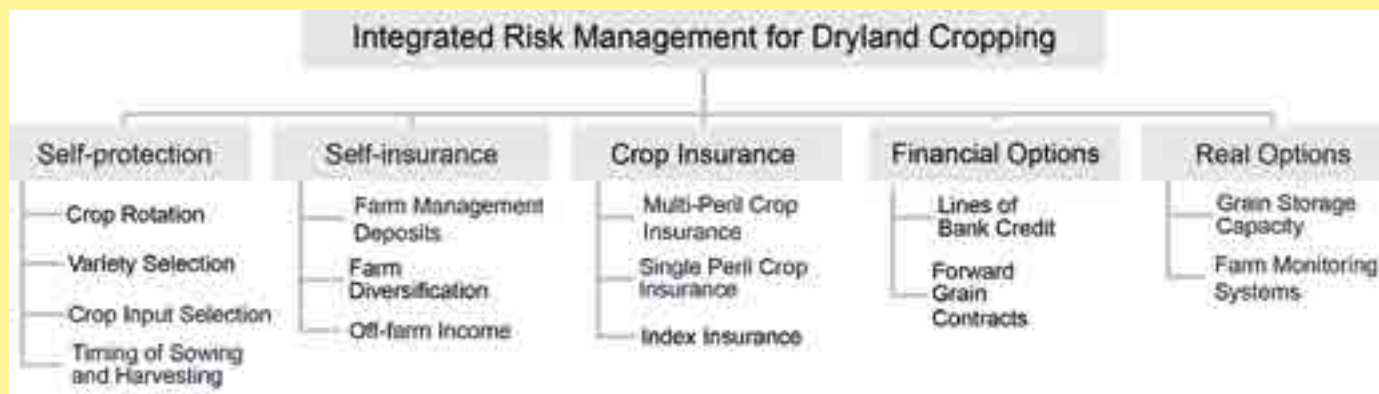 Integrated Risk Management for Dryland Cropping
Self-protection
Crop Rotation
Variety Selection
Crop Input Selection
Timing of Sowing
and Harvesting
Self-insurance
Farm Management
Deposits
Farm
Diversification
Off-farm Income
Crop Insurance
Multi-Peril Crop
Insurance
Single Peril Crop
Insurance
Index Insurance
Financial Options
Lines of
Bank Credit
Forward
Grain
Contracts
Real Options
Grain Storage
Capacity
Farm Monitoring
Systems